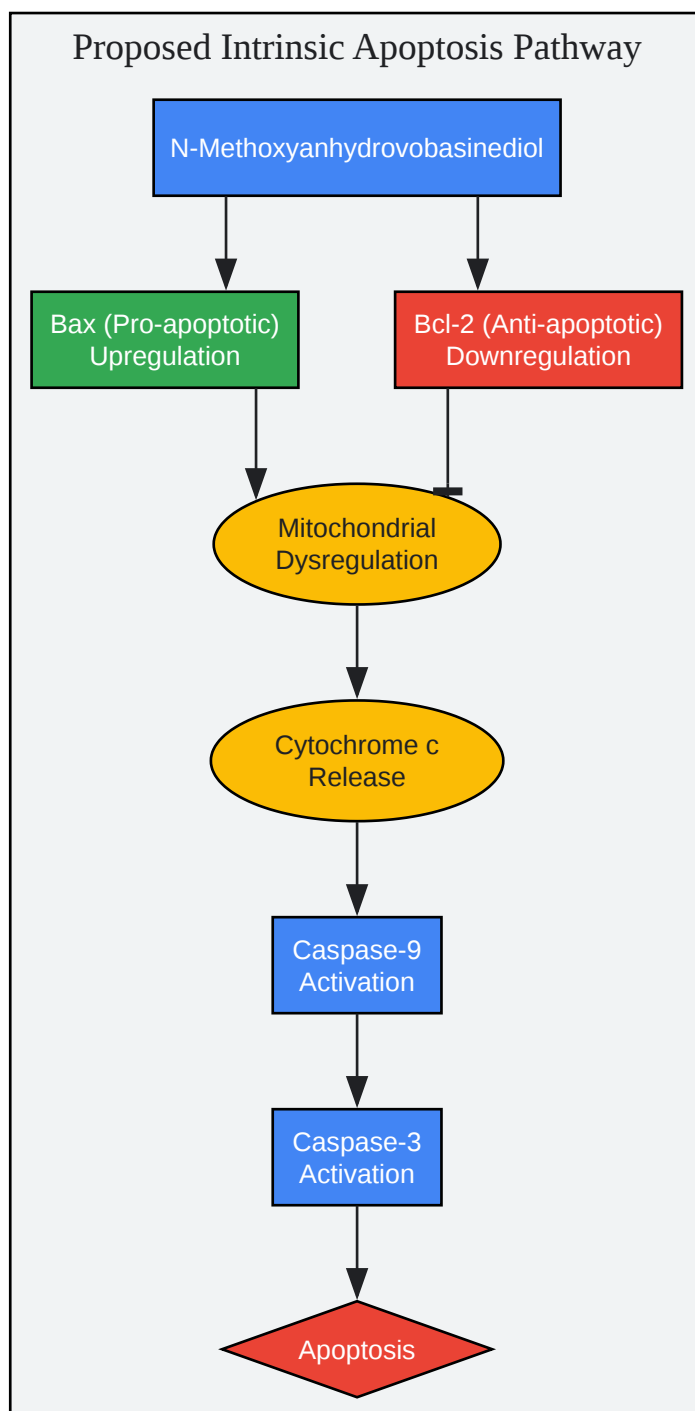 Proposed Intrinsic Apoptosis Pathway
N-Methoxyanhydrovobasinediol
Bax (Pro-apoptotic)
Upregulation
Bcl-2 (Anti-apoptotic)
Downregulation
Mitochondrial
Dysregulation
Cytochrome c
Release
Caspase-9
Activation
Caspase-3
Activation
Apoptosis